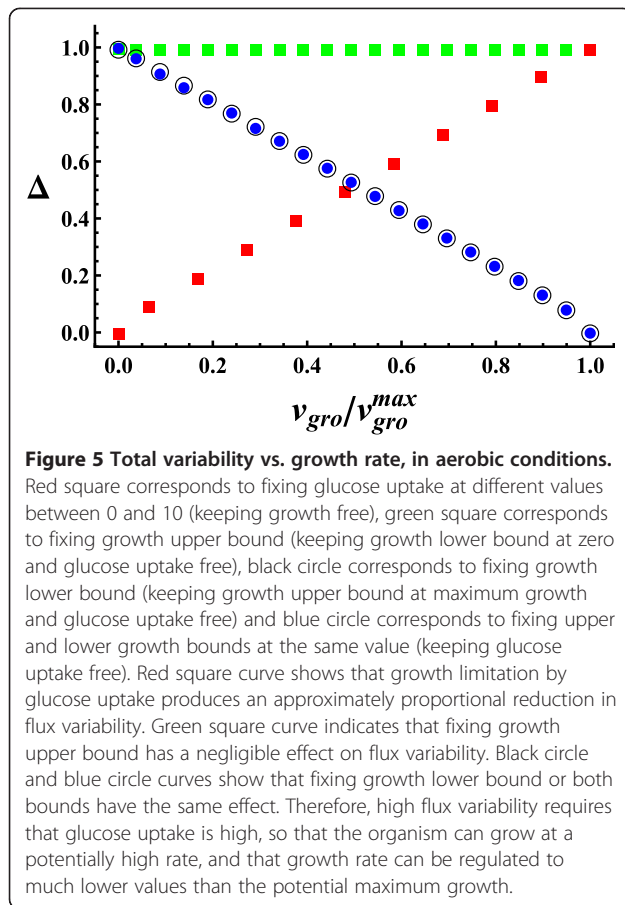 1.0
0.8
0.6
0.4
0.2
0.0
Δ
0.0 0.2 0.4 0.6 0.8 1.0
v_gro/v_gro^max
Figure 5 Total variability vs. growth rate, in aerobic conditions.
Red square corresponds to fixing glucose uptake at different values
between 0 and 10 (keeping growth free), green square corresponds
to fixing growth upper bound (keeping growth lower bound at zero
and glucose uptake free), black circle corresponds to fixing growth
lower bound (keeping growth upper bound at maximum growth
and glucose uptake free) and blue circle corresponds to fixing upper
and lower growth bounds at the same value (keeping glucose
uptake free). Red square curve shows that growth limitation by
glucose uptake produces an approximately proportional reduction in
flux variability. Green square curve indicates that fixing growth
upper bound has a negligible effect on flux variability. Black circle
and blue circle curves show that fixing growth lower bound or both
bounds have the same effect. Therefore, high flux variability requires
that glucose uptake is high, so that the organism can grow at a
potentially high rate, and that growth rate can be regulated to
much lower values than the potential maximum growth.